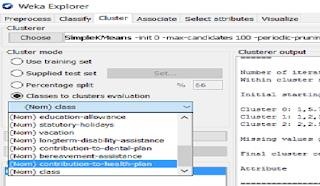 Weka Explorer
Preprocess Classify Cluster Associate Select attributes Visualize
Clusterer
Choose SimpleKMeans -init 0 -max-candidates 100 -periodic-prunin
Cluster mode
Use training set
Supplied test set Set...
Percentage split % 66
Classes to clusters evaluation
(Nom) class
(Nom) education-allowance
(Nom) statutory-holidays
(Nom) vacation
(Nom) longterm-disability-assistance
(Nom) contribution-to-dental-plan
(Nom) bereavement-assistance
(Nom) contribution-to-health-plan
(Nom) class
Clusterer output
Number of iterat
Within cluster s
Initial starting
Cluster 0: 1,5.
Cluster 1: 2,2.
Cluster 2: 1,2.
Missing values g
Final cluster ce
Attribute